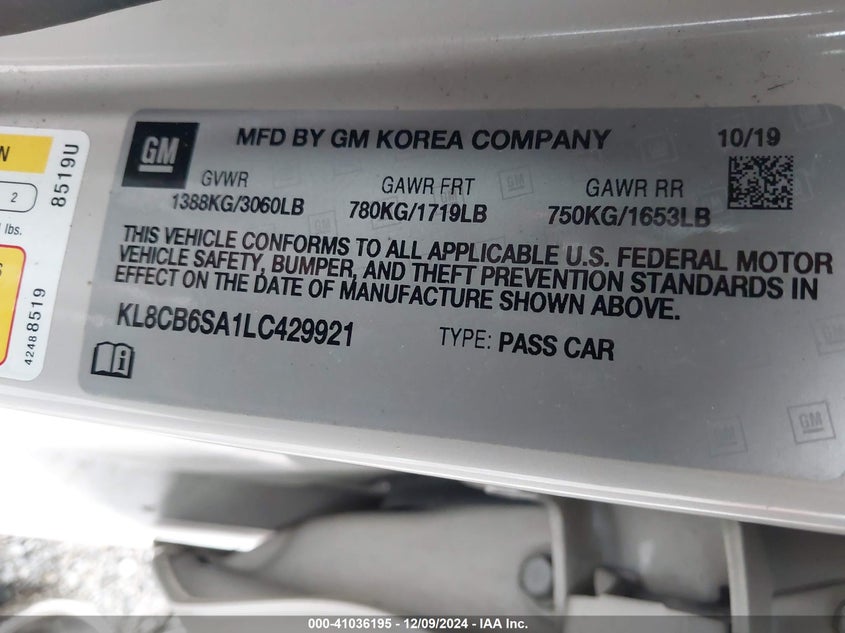 GM
MFD BY GM KOREA COMPANY 10/19
GVWR GAWR FRT GAWR RR
1388KG/3060LB 780KG/1719LB 750KG/1653LB
THIS VEHICLE CONFORMS TO ALL APPLICABLE U.S. FEDERAL MOTOR
VEHICLE SAFETY, BUMPER, AND THEFT PREVENTION STANDARDS IN
EFFECT ON THE DATE OF MANUFACTURE SHOWN ABOVE.
KL8CB6SA1LC429921 TYPE: PASS CAR
N
2
lbs.
S
8519U
42488519
GM
GM
000-41036195 - 12/09/2024 - IAA Inc.